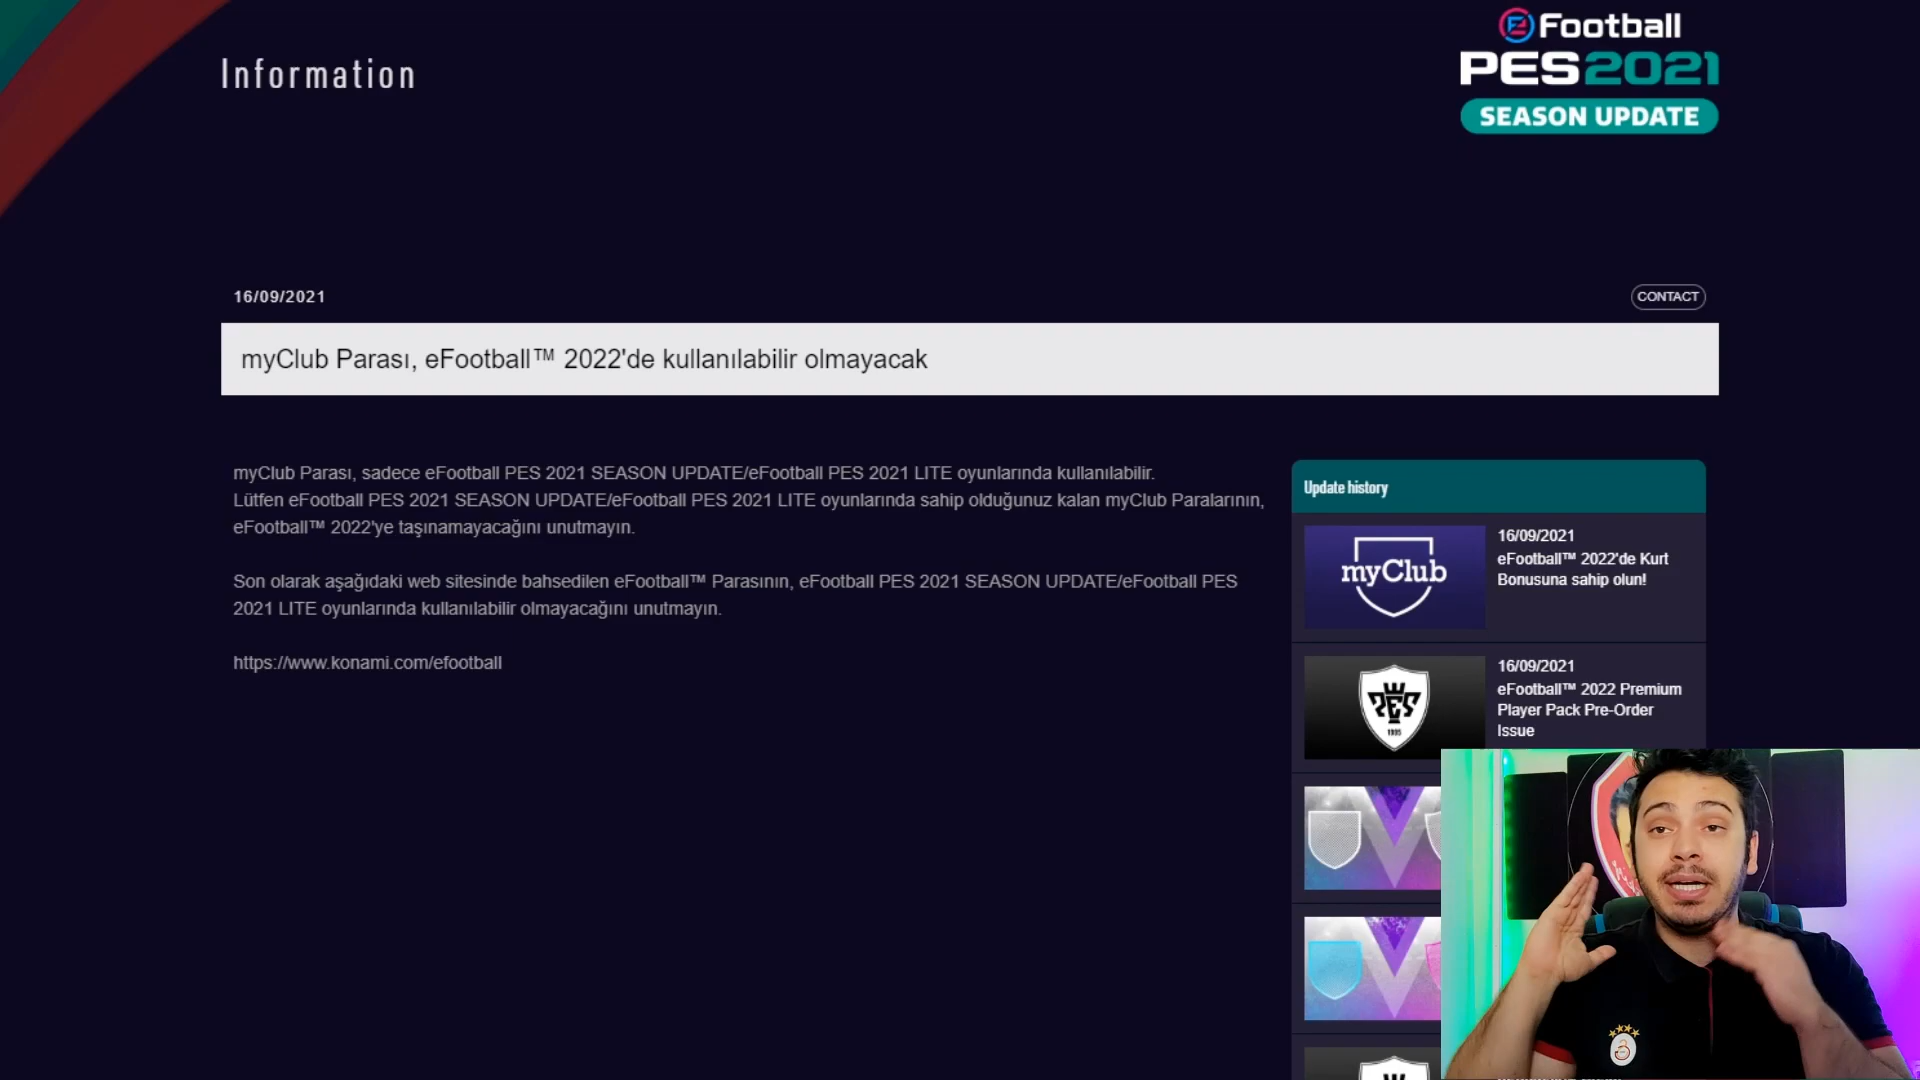 Information
eFootball
PES2021
SEASON UPDATE
16/09/2021
CONTACT
myClub Parası, eFootball™ 2022'de kullanılabilir olmayacak
myClub Parası, sadece eFootball PES 2021 SEASON UPDATE/eFootball PES 2021 LITE oyunlarında kullanılabilir.
Lütfen eFootball PES 2021 SEASON UPDATE/eFootball PES 2021 LITE oyunlarında sahip olduğunuz kalan myClub Paralarının,
eFootball™ 2022'ye taşınamayacağını unutmayın.
Son olarak aşağıdaki web sitesinde bahsedilen eFootball™ Parasının, eFootball PES 2021 SEASON UPDATE/eFootball PES
2021 LITE oyunlarında kullanılabilir olmayacağını unutmayın.
https://www.konami.com/efootball
Update history
myClub
16/09/2021
eFootball™ 2022'de Kurt
Bonusuna sahip olun!
PES
1995
16/09/2021
eFootball™ 2022 Premium
Player Pack Pre-Order
Issue